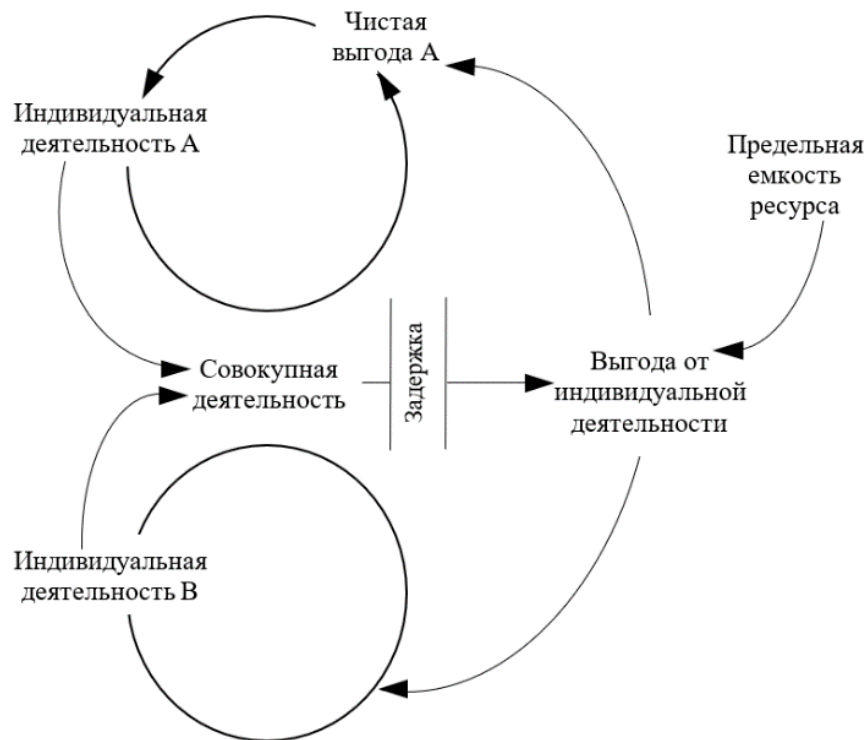 Чистая
выгода А
Индивидуальная
деятельность А
Предельная
емкость
ресурса
Совокупная
деятельность
Задержка
Выгода от
индивидуальной
деятельности
Индивидуальная
деятельность В